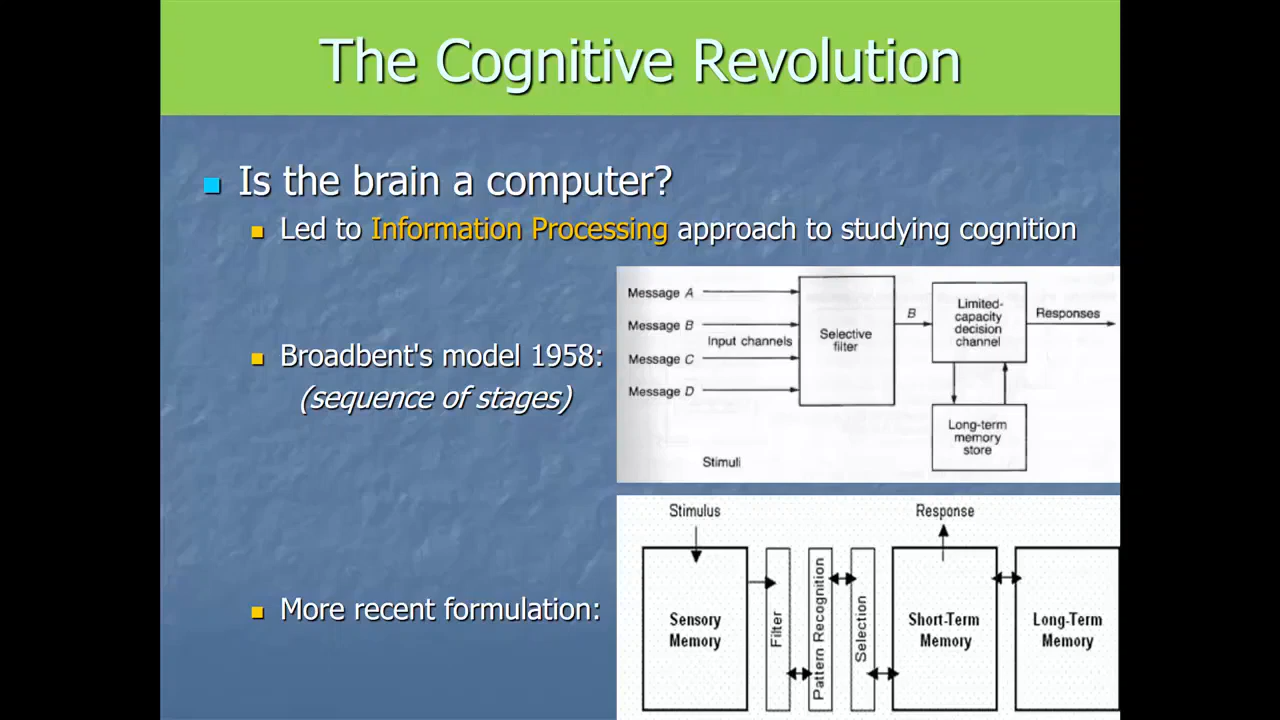 The Cognitive Revolution
Is the brain a computer?
Led to Information Processing approach to studying cognition
Broadbent's model 1958:
(sequence of stages)
Message A
Message B
Input channels
Message C
Message D
Stimuli
Selective
filter
B
Limited-
capacity
decision
channel
Responses
Long-term
memory
store
More recent formulation:
Stimulus
Response
Sensory
Memory
Filter
Pattern Recognition
Selection
Short-Term
Memory
Long-Term
Memory